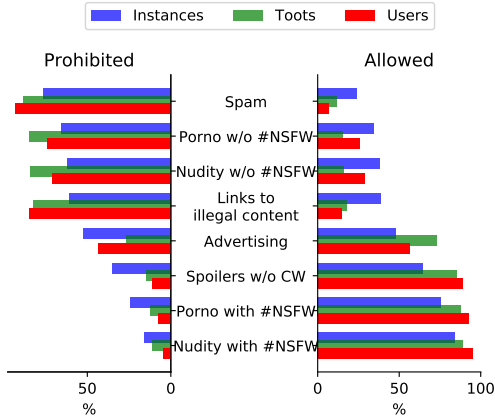 Instances Toots Users
Prohibited Allowed
Spam
Porno w/o #NSFW
Nudity w/o #NSFW
Links to
illegal content
Advertising
Spoilers w/o CW
Porno with #NSFW
Nudity with #NSFW
50 0 0 50 100
% %